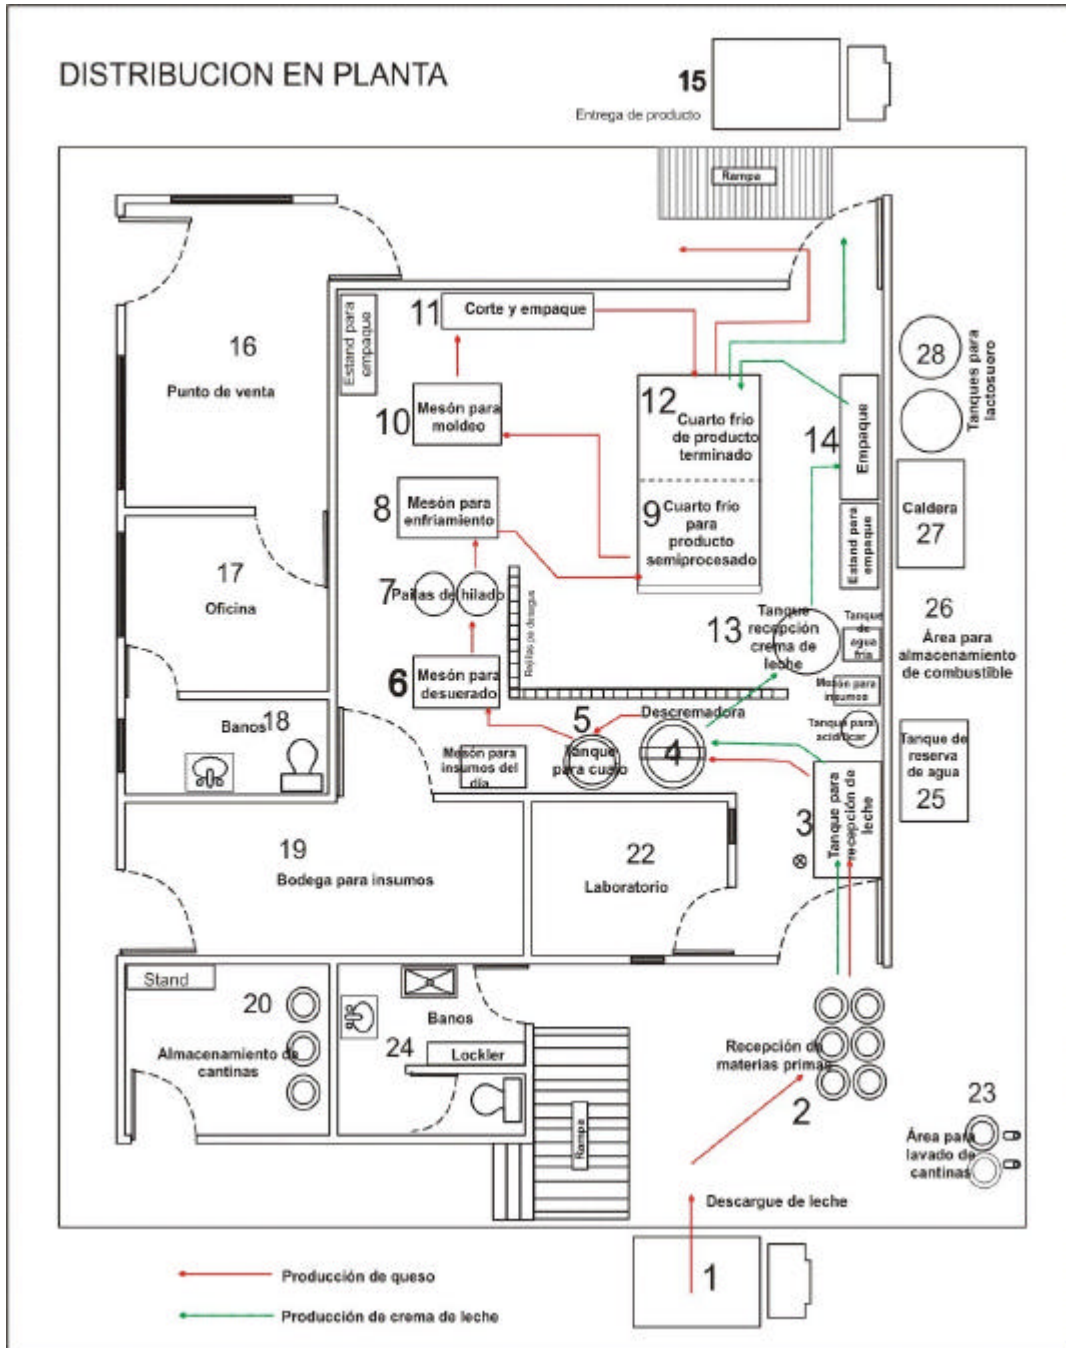 DISTRIBUCION EN PLANTA
15
Entrega de producto
Rampa
11
Corte y empaque
Estand para
empaque
16
Punto de venta
10
Mesón para
moldeo
12
Cuarto frío
de producto
terminado
14
Empaque
28
Tanques para
lactosuero
8
Mesón para
enfriamiento
9
Cuarto frío
para
producto
semiprocesado
Estand para
empaque
Caldera
27
17
Oficina
7
Pailas de hilado
Rejillas de desague
13
Tanque
recepción
crema de
leche
Tanque
de
agua
fría
26
Área para
almacenamiento
de combustible
6
Mesón para
desuerado
Mesón para
insumos
18
Banos
5
Tanque
para cuajo
Descremadora
4
Tanque para
acidificar
Tanque de
reserva
de agua
25
Mesón para
insumos del
día
3
Tanque para
recepción de
leche
19
Bodega para insumos
22
Laboratorio
Stand
20
Almacenamiento de
cantinas
Banos
24
Lockler
Rampa
Recepción de
materias primas
2
23
Área para
lavado de
cantinas
Descargue de leche
1
Producción de queso
Producción de crema de leche